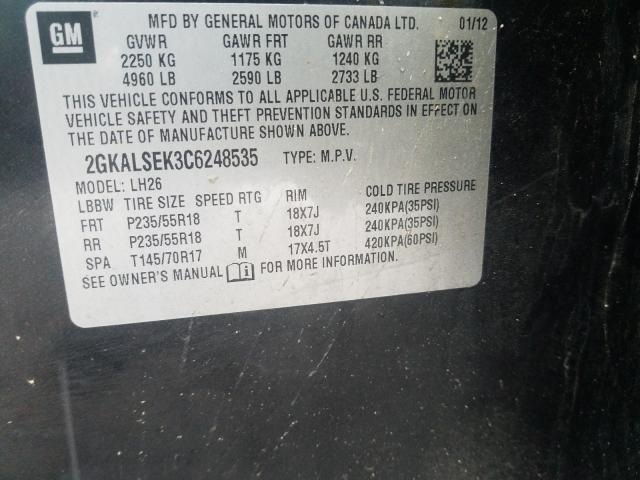 GM
MFD BY GENERAL MOTORS OF CANADA LTD. 01/12
GVWR GAWR FRT GAWR RR
2250 KG 1175 KG 1240 KG
4960 LB 2590 LB 2733 LB
THIS VEHICLE CONFORMS TO ALL APPLICABLE U.S. FEDERAL MOTOR
VEHICLE SAFETY AND THEFT PREVENTION STANDARDS IN EFFECT ON
THE DATE OF MANUFACTURE SHOWN ABOVE.
2GKALSEK3C6248535 TYPE: M.P.V.
MODEL: LH26
LBBW TIRE SIZE SPEED RTG RIM COLD TIRE PRESSURE
FRT P235/55R18 T 18X7J 240KPA(35PSI)
RR P235/55R18 T 18X7J 240KPA(35PSI)
SPA T145/70R17 M 17X4.5T 420KPA(60PSI)
SEE OWNER'S MANUAL FOR MORE INFORMATION.